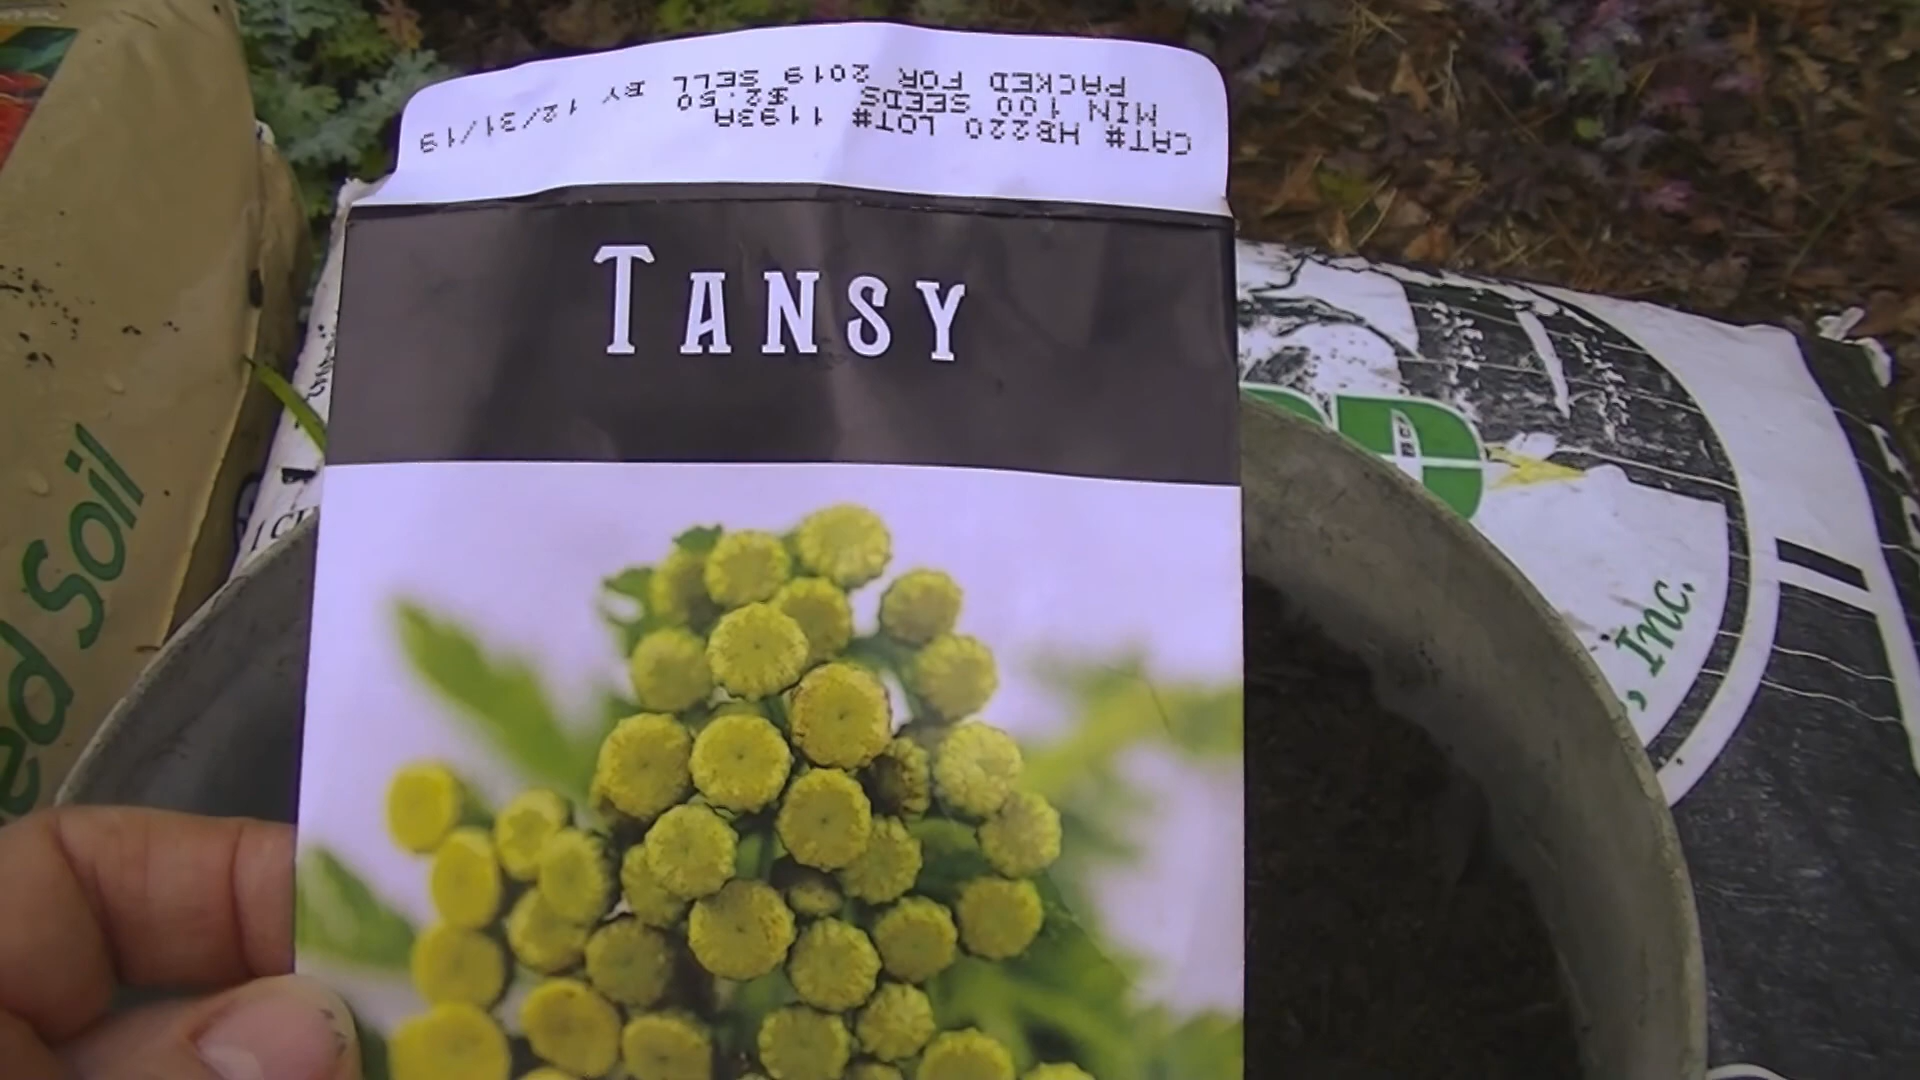 CAT# HB220 LOT# 1193A
MIN 100 SEEDS $2.50
PACKED FOR 2019 SELL BY 12/31/19
TANSY
ed Soil
, Inc.